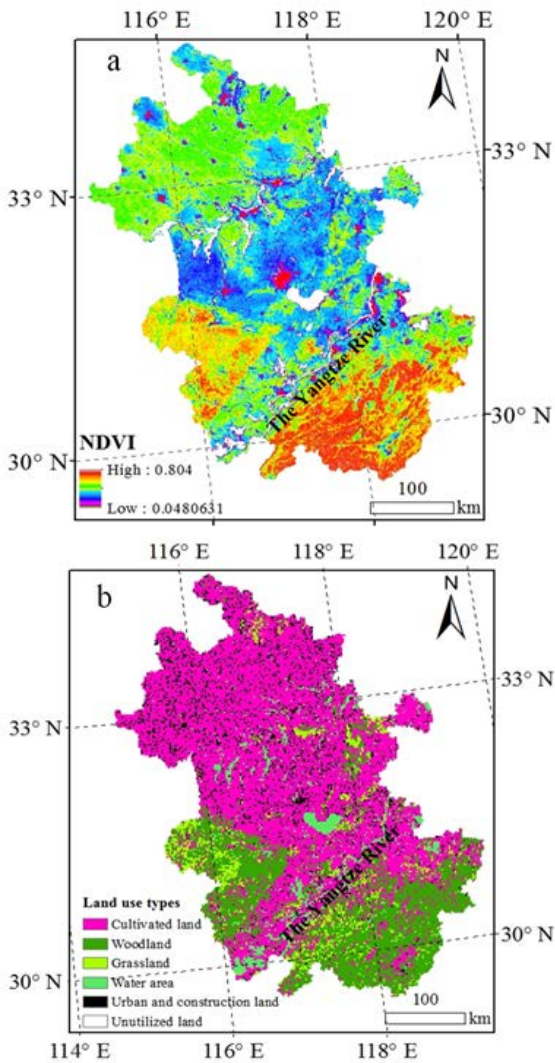 116° E
118° E
120° E
a
N
33° N
33° N
The Yangtze River
30° N
30° N
NDVI
High : 0.804
Low : 0.0480631
100
km
116° E
118° E
120° E
b
N
33° N
33° N
The Yangtze River
Land use types
Cultivated land
Woodland
Grassland
Water area
Urban and construction land
Unutilized land
30° N
30° N
100
km
114° E
116° E
118° E